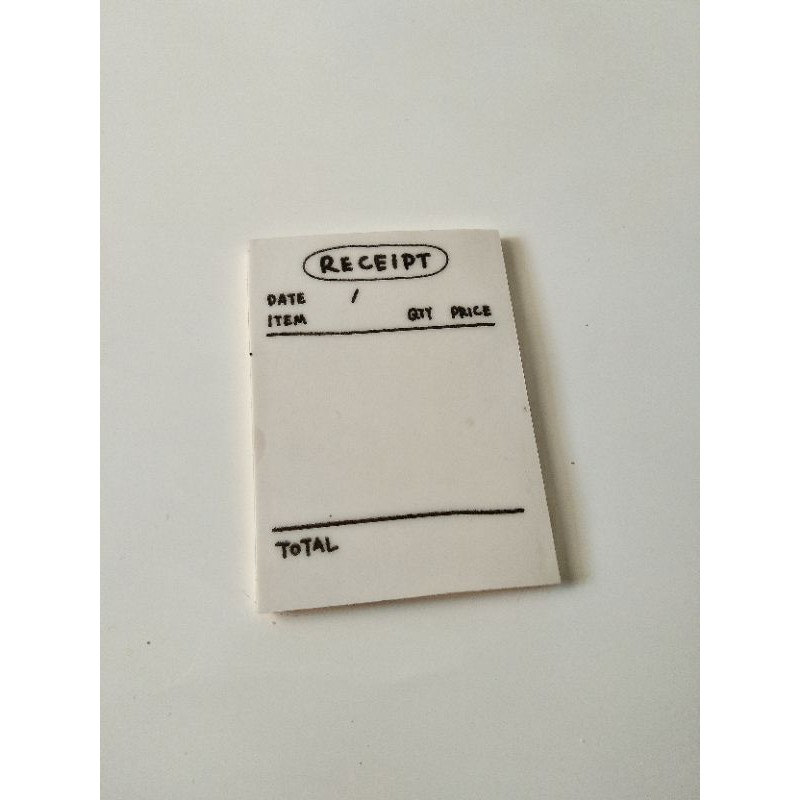 RECEIPT
DATE /
ITEM QTY PRICE
TOTAL